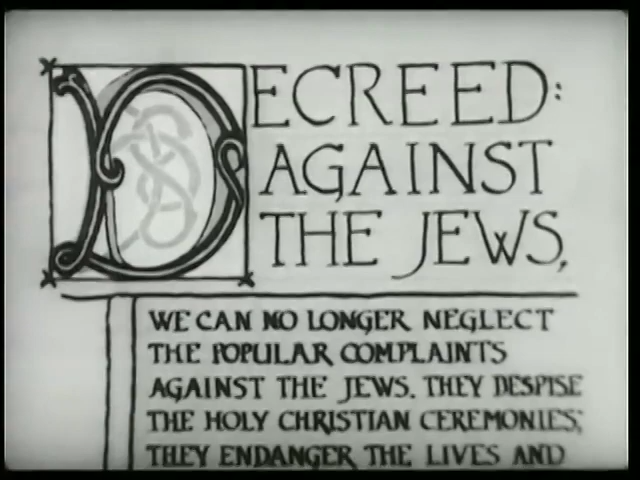 DECREED:
AGAINST
THE JEWS,
WE CAN NO LONGER NEGLECT
THE POPULAR COMPLAINTS
AGAINST THE JEWS. THEY DESPISE
THE HOLY CHRISTIAN CEREMONIES;
THEY ENDANGER THE LIVES AND